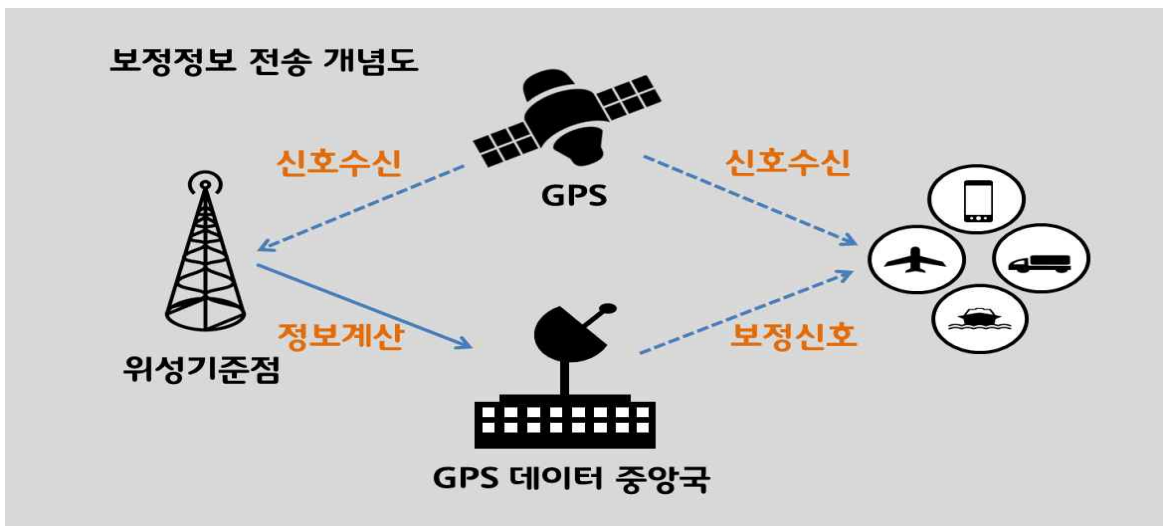 보정정보 전송 개념도
신호수신
신호수신
GPS
정보계산
보정신호
위성기준점
GPS 데이터 중앙국